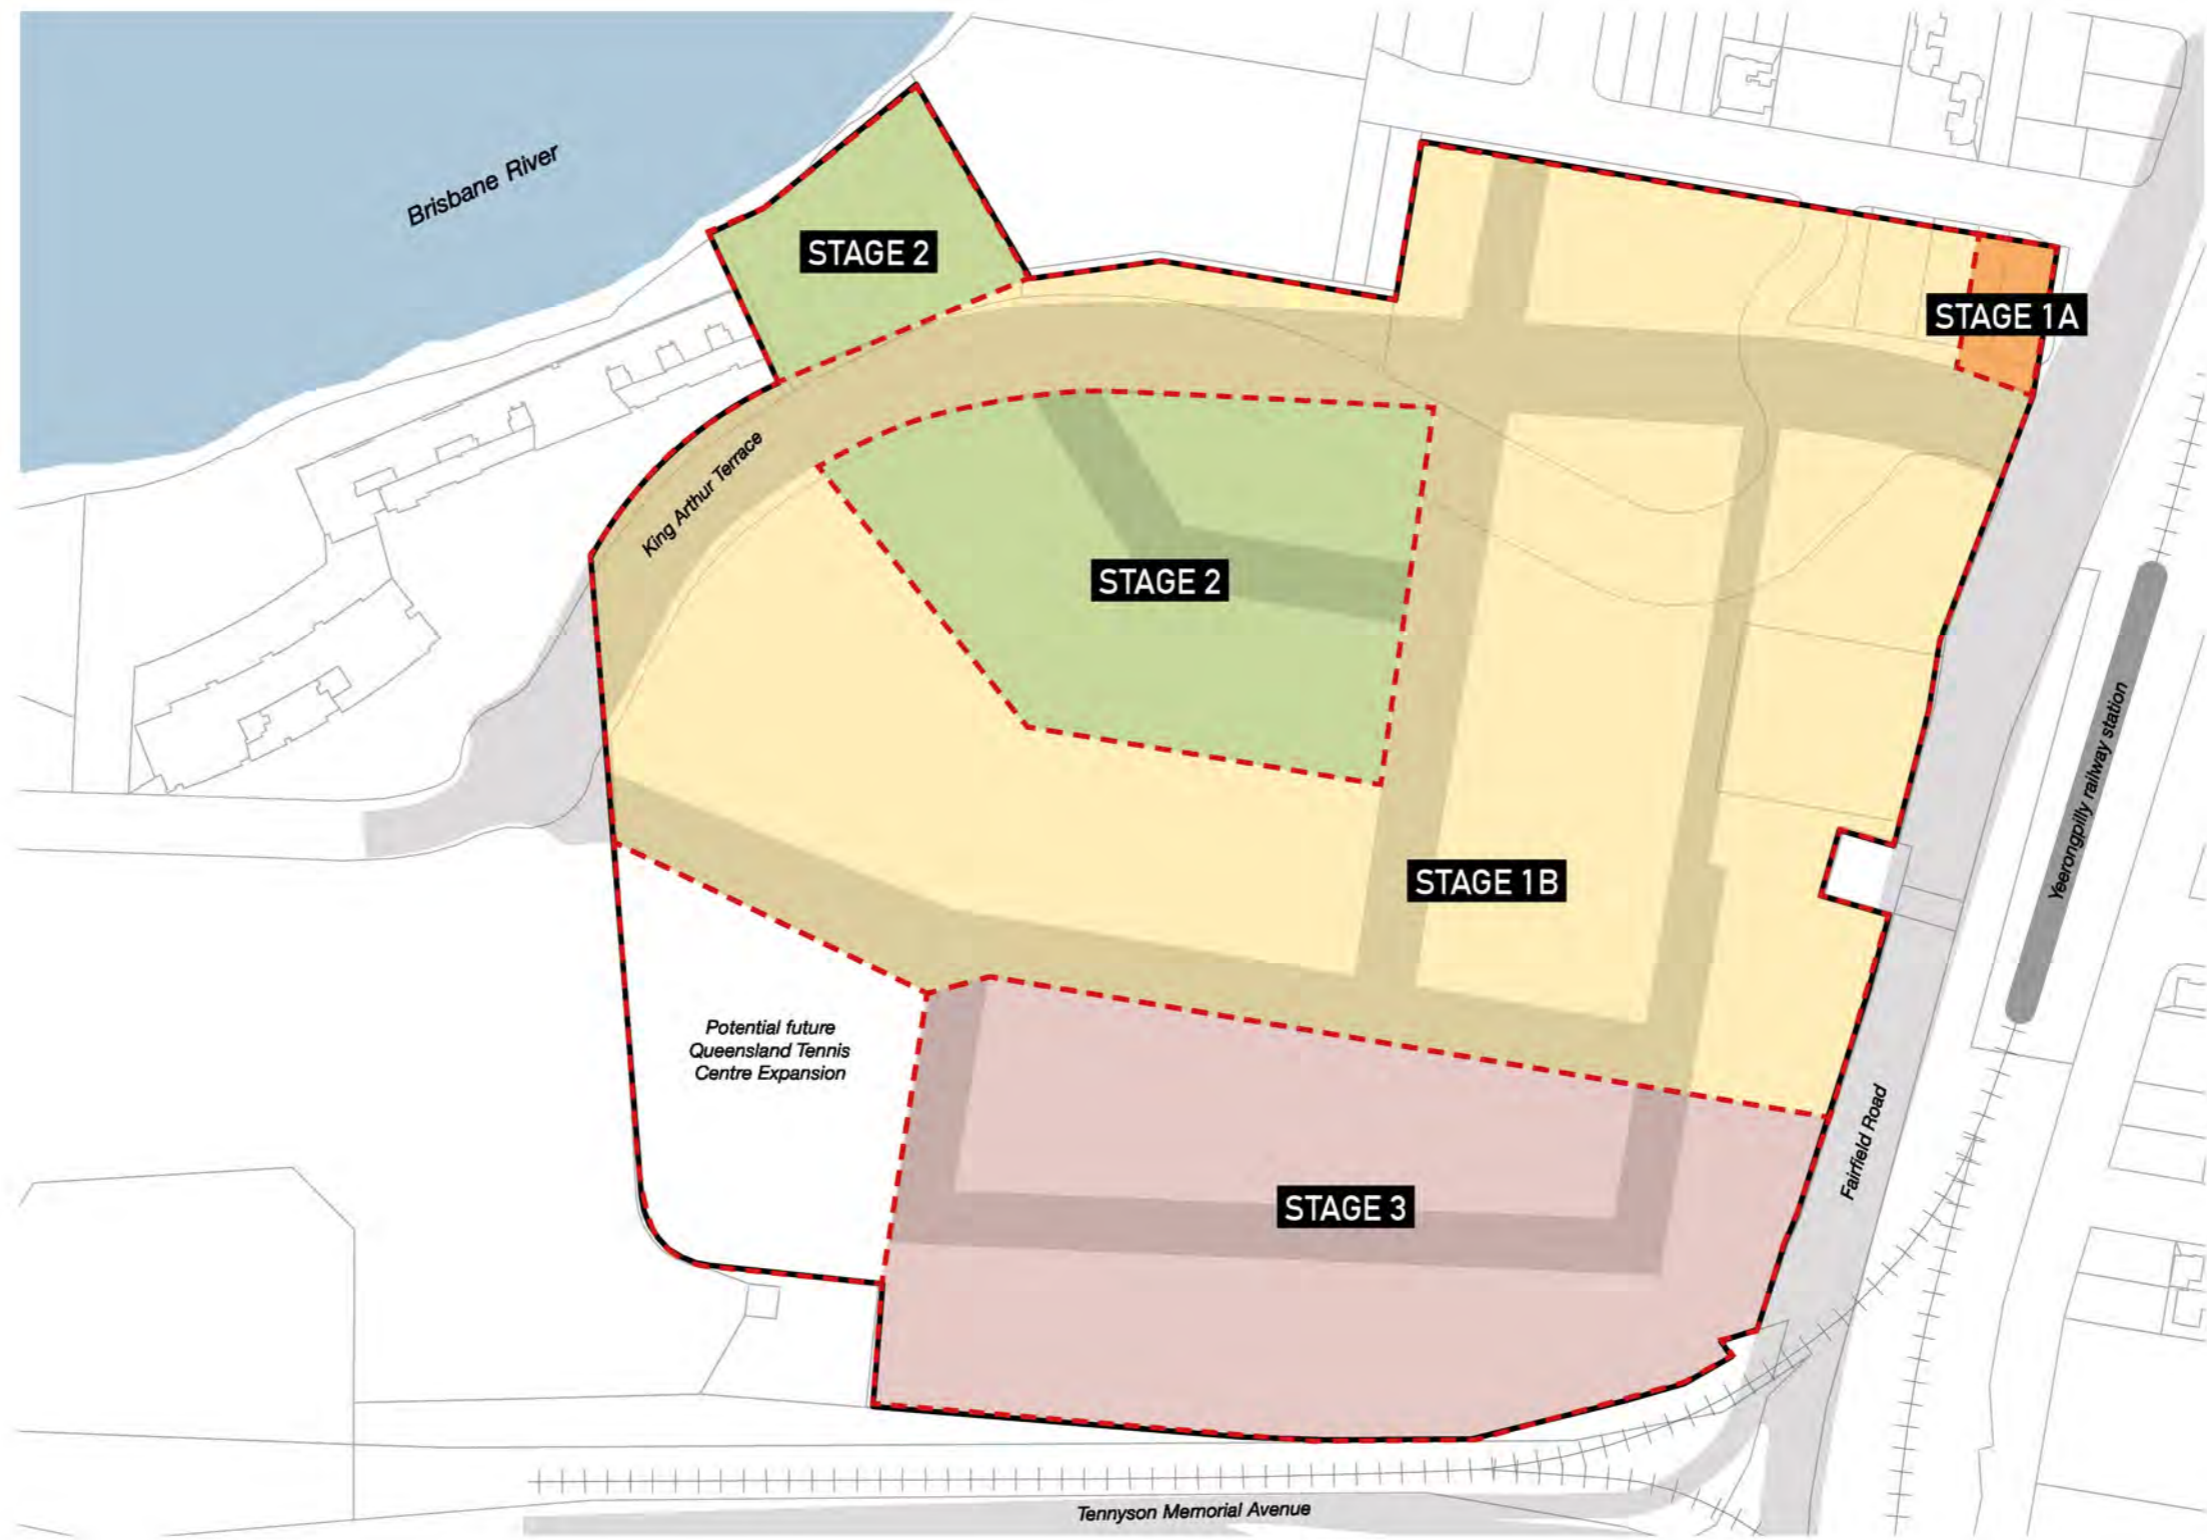 Brisbane River
STAGE 2
STAGE 1A
King Arthur Terrace
STAGE 2
Yeerongpilly railway station
STAGE 1B
Potential future
Queensland Tennis
Centre Expansion
Fairfield Road
STAGE 3
Tennyson Memorial Avenue